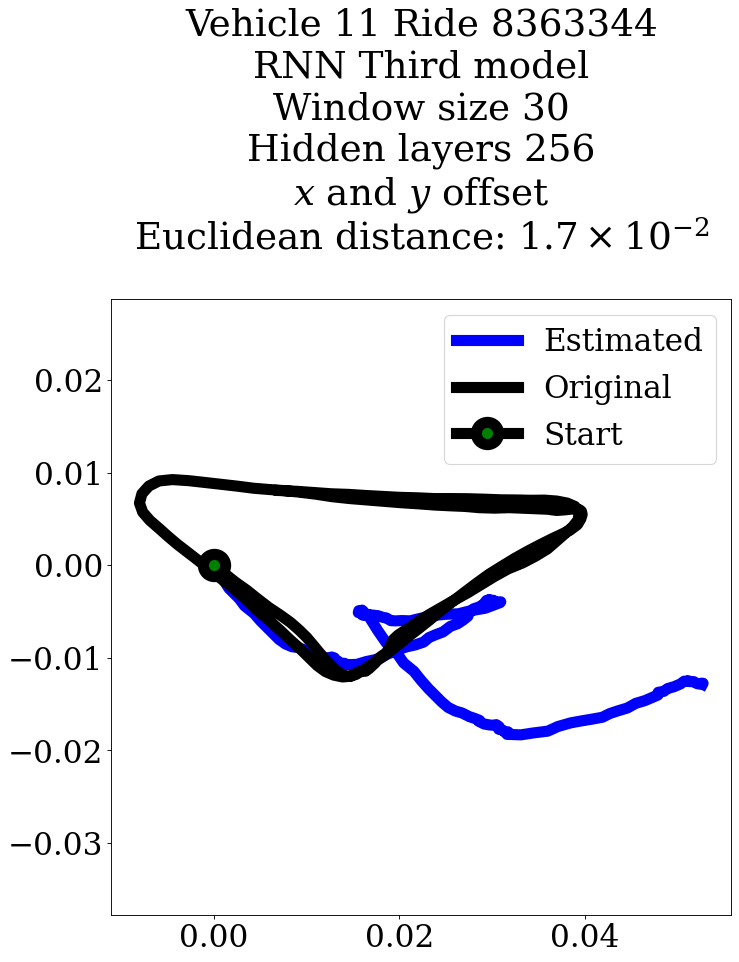 Vehicle 11 Ride 8363344
RNN Third model
Window size 30
Hidden layers 256
x and y offset
Euclidean distance: 1.7 × 10⁻²
Estimated
Original
Start
0.02
0.01
0.00
−0.01
−0.02
−0.03
0.00 0.02 0.04